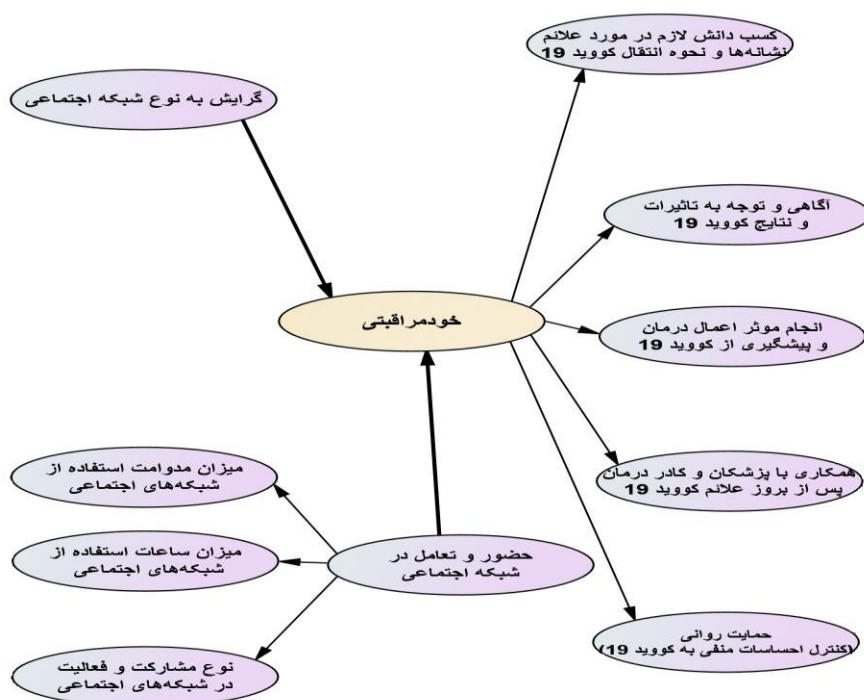 کسب دانش لازم در مورد علائم
نشانه‌ها و نحوه انتقال کووید 19
گرایش به نوع شبکه اجتماعی
آگاهی و توجه به تاثیرات
و نتایج کووید 19
خودمراقبتی
انجام موثر اعمال درمان
و پیشگیری از کووید 19
همکاری با پزشکان و کادر درمان
پس از بروز علائم کووید 19
میزان مدوامت استفاده از
شبکه‌های اجتماعی
میزان ساعات استفاده از
شبکه‌های اجتماعی
حضور و تعامل در
شبکه اجتماعی
نوع مشارکت و فعالیت
در شبکه‌های اجتماعی
حمایت روانی
(کنترل احساسات منفی به کووید 19)